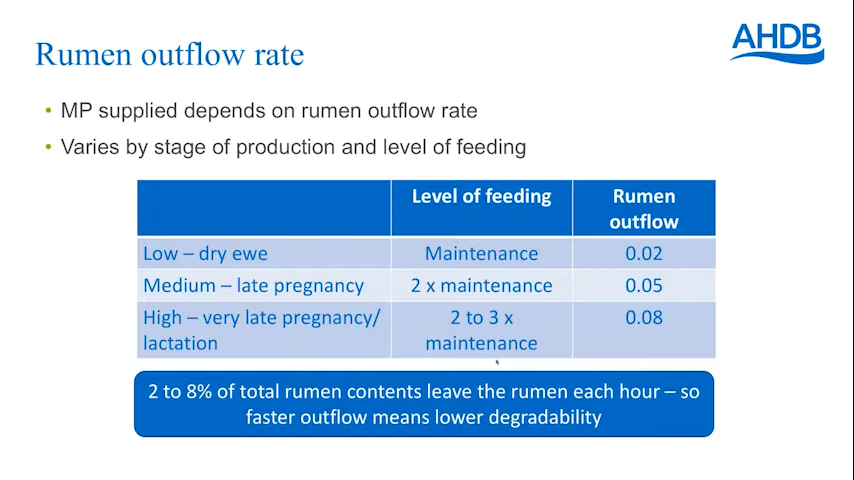 AHDB
Rumen outflow rate
• MP supplied depends on rumen outflow rate
• Varies by stage of production and level of feeding
Level of feeding Rumen
outflow
Low – dry ewe Maintenance 0.02
Medium – late pregnancy 2 x maintenance 0.05
High – very late pregnancy/ 2 to 3 x 0.08
lactation maintenance
2 to 8% of total rumen contents leave the rumen each hour – so
faster outflow means lower degradability